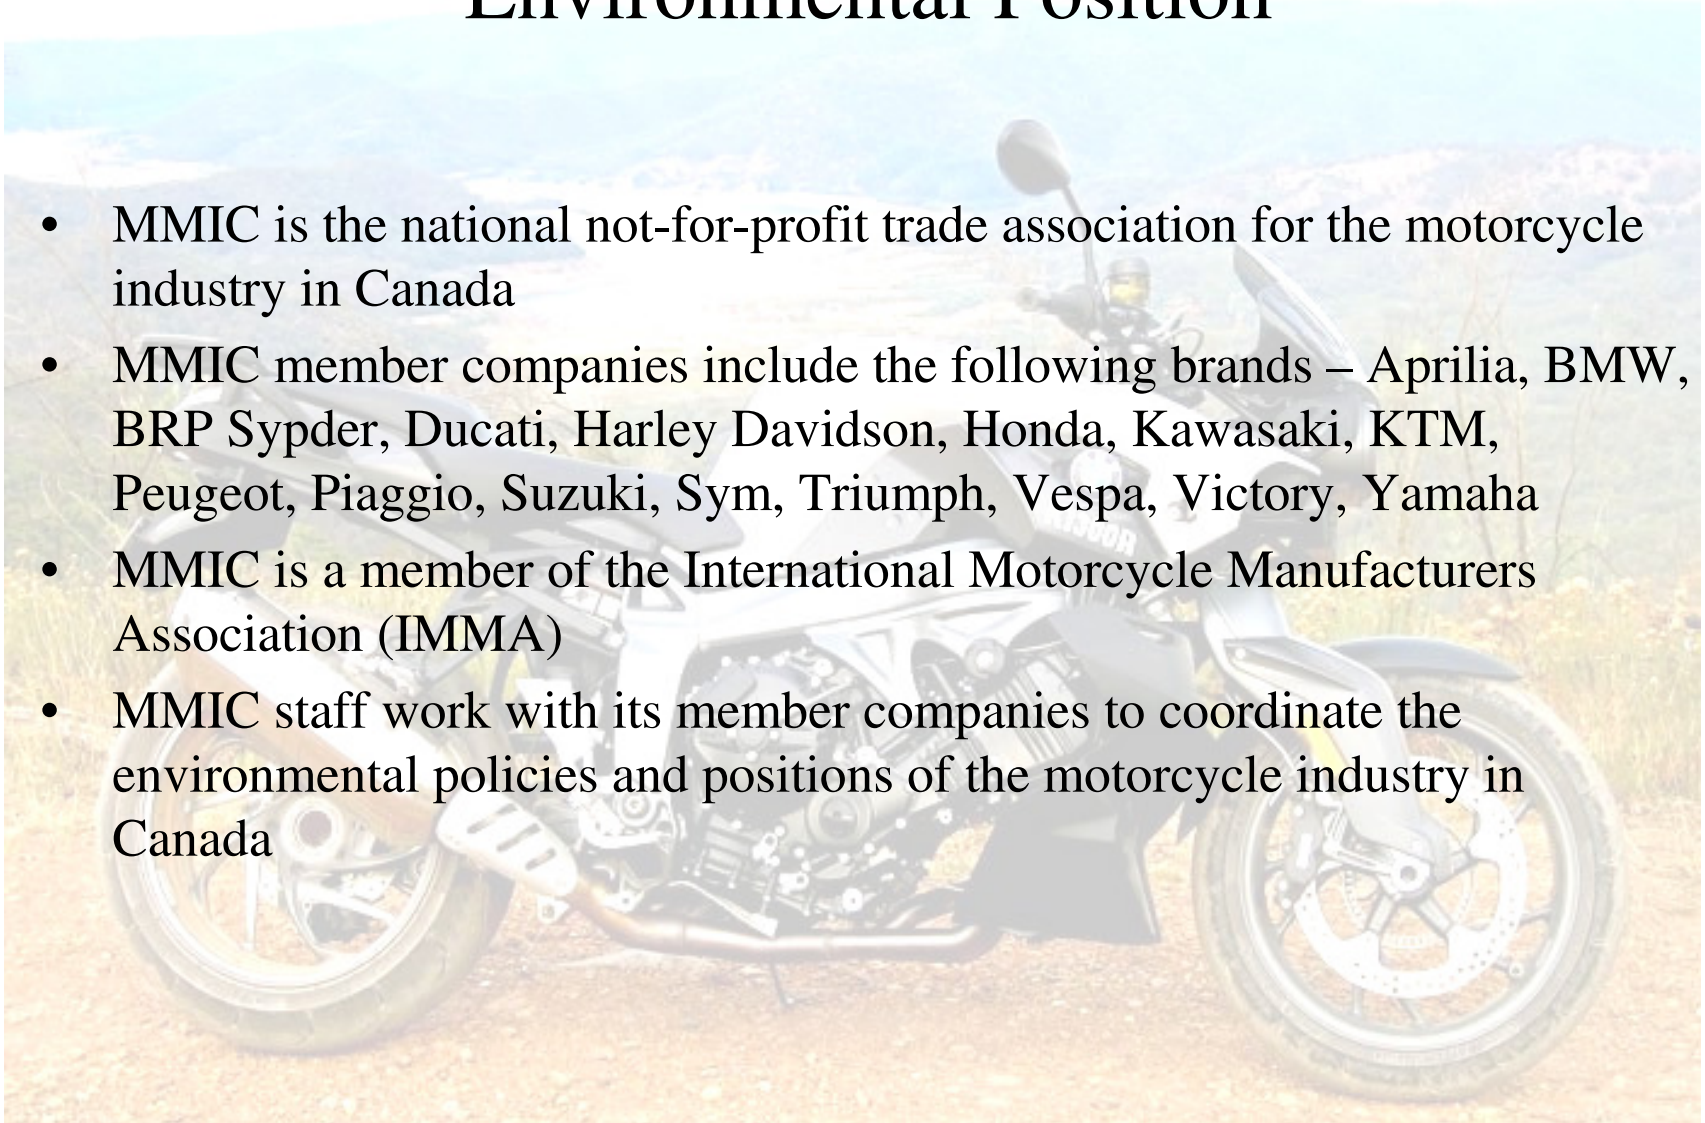 Environmental Position
• MMIC is the national not-for-profit trade association for the motorcycle
industry in Canada
• MMIC member companies include the following brands – Aprilia, BMW,
BRP Sypder, Ducati, Harley Davidson, Honda, Kawasaki, KTM,
Peugeot, Piaggio, Suzuki, Sym, Triumph, Vespa, Victory, Yamaha
• MMIC is a member of the International Motorcycle Manufacturers
Association (IMMA)
• MMIC staff work with its member companies to coordinate the
environmental policies and positions of the motorcycle industry in
Canada